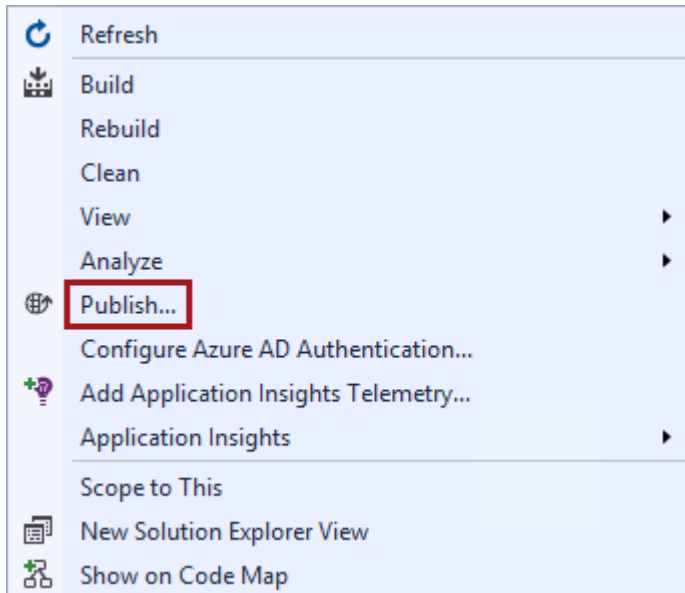 Refresh
Build
Rebuild
Clean
View
Analyze
Publish...
Configure Azure AD Authentication...
Add Application Insights Telemetry...
Application Insights
Scope to This
New Solution Explorer View
Show on Code Map